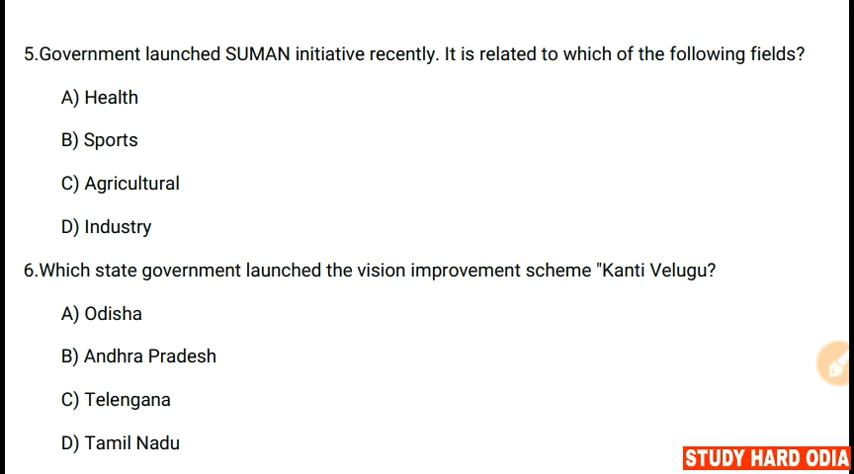 5.Government launched SUMAN initiative recently. It is related to which of the following fields?
A) Health
B) Sports
C) Agricultural
D) Industry
6.Which state government launched the vision improvement scheme "Kanti Velugu?
A) Odisha
B) Andhra Pradesh
C) Telengana
D) Tamil Nadu
STUDY HARD ODIA